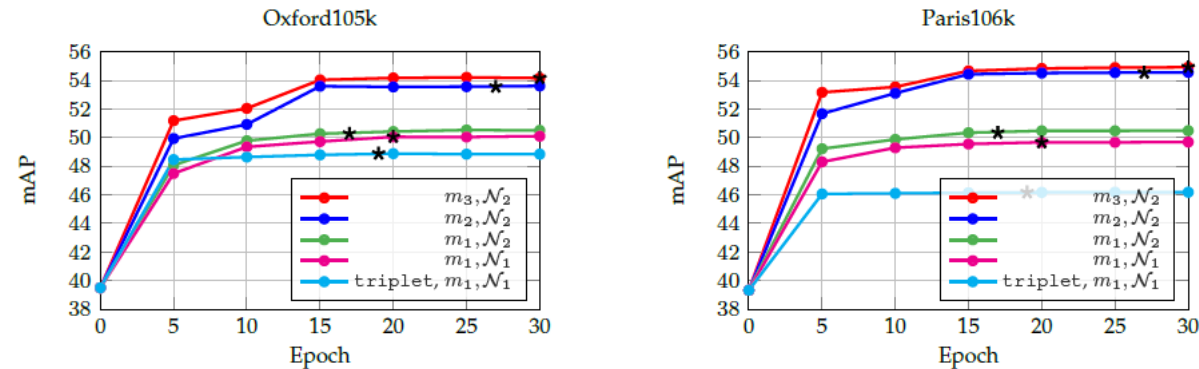 Oxford105k
56
54
52
50
48
46
44
42
40
38
mAP
0 5 10 15 20 25 30
Epoch
m₃, 𝒩₂
m₂, 𝒩₂
m₁, 𝒩₂
m₁, 𝒩₁
triplet, m₁, 𝒩₁
Paris106k
56
54
52
50
48
46
44
42
40
38
mAP
0 5 10 15 20 25 30
Epoch
m₃, 𝒩₂
m₂, 𝒩₂
m₁, 𝒩₂
m₁, 𝒩₁
triplet, m₁, 𝒩₁